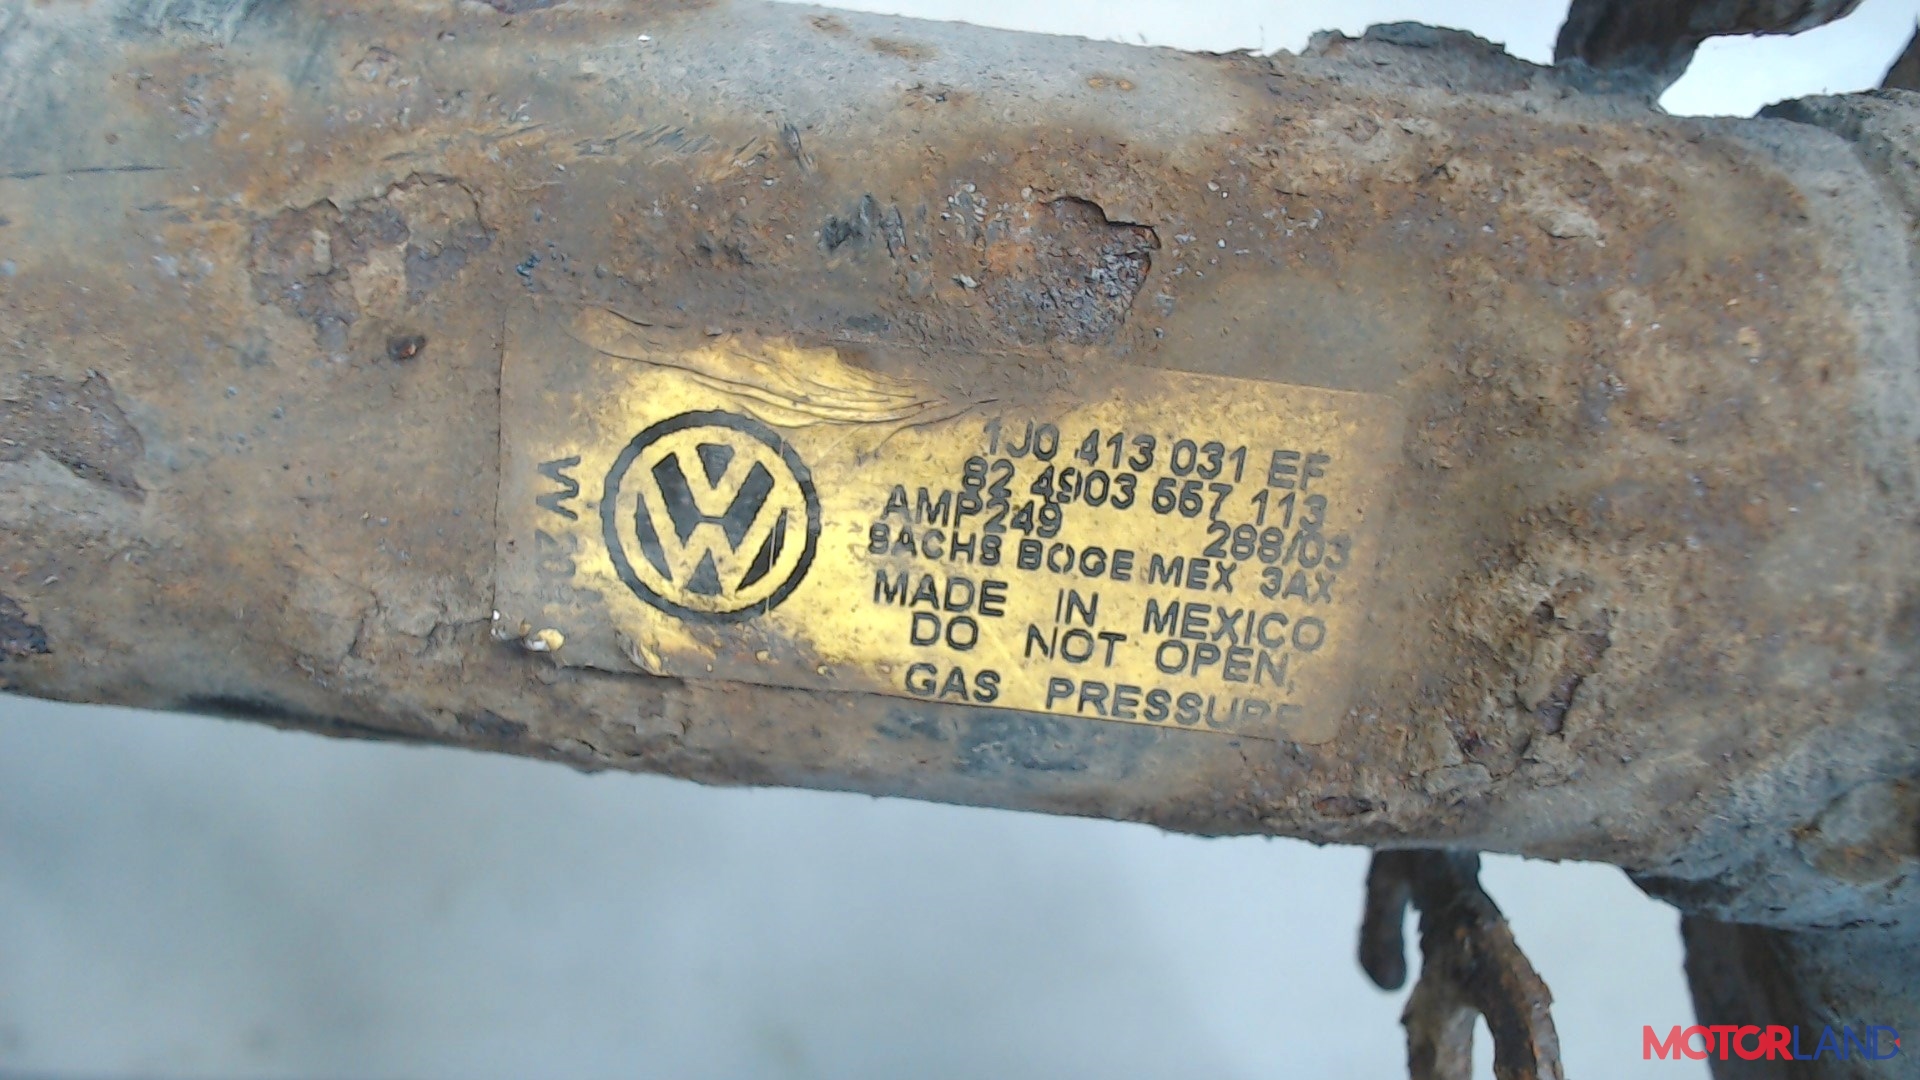 1J0 413 031 EF
82 4903 557 113
AMP249 288/03
SACHS BOGE MEX 3AX
MADE IN MEXICO
DO NOT OPEN,
GAS PRESSURE
MOTORLAND